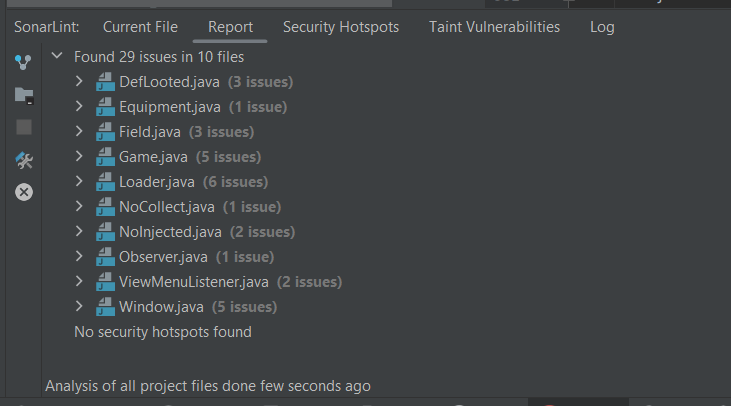 SonarLint: Current File Report Security Hotspots Taint Vulnerabilities Log
Found 29 issues in 10 files
DefLooted.java (3 issues)
Equipment.java (1 issue)
Field.java (3 issues)
Game.java (5 issues)
Loader.java (6 issues)
NoCollect.java (1 issue)
NoInjected.java (2 issues)
Observer.java (1 issue)
ViewMenuListener.java (2 issues)
Window.java (5 issues)
No security hotspots found
Analysis of all project files done few seconds ago